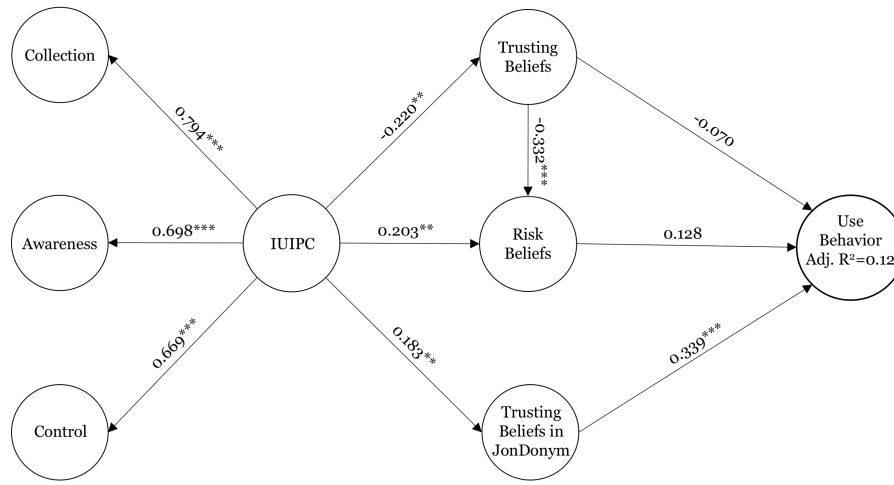 Collection
Trusting
Beliefs
0.794***
-0.220**
-0.332***
-0.070
Awareness
0.698***
IUIPC
0.203**
Risk
Beliefs
0.128
Use
Behavior
Adj. R²=0.12
0.669***
0.183**
0.339***
Control
Trusting
Beliefs in
JonDonym